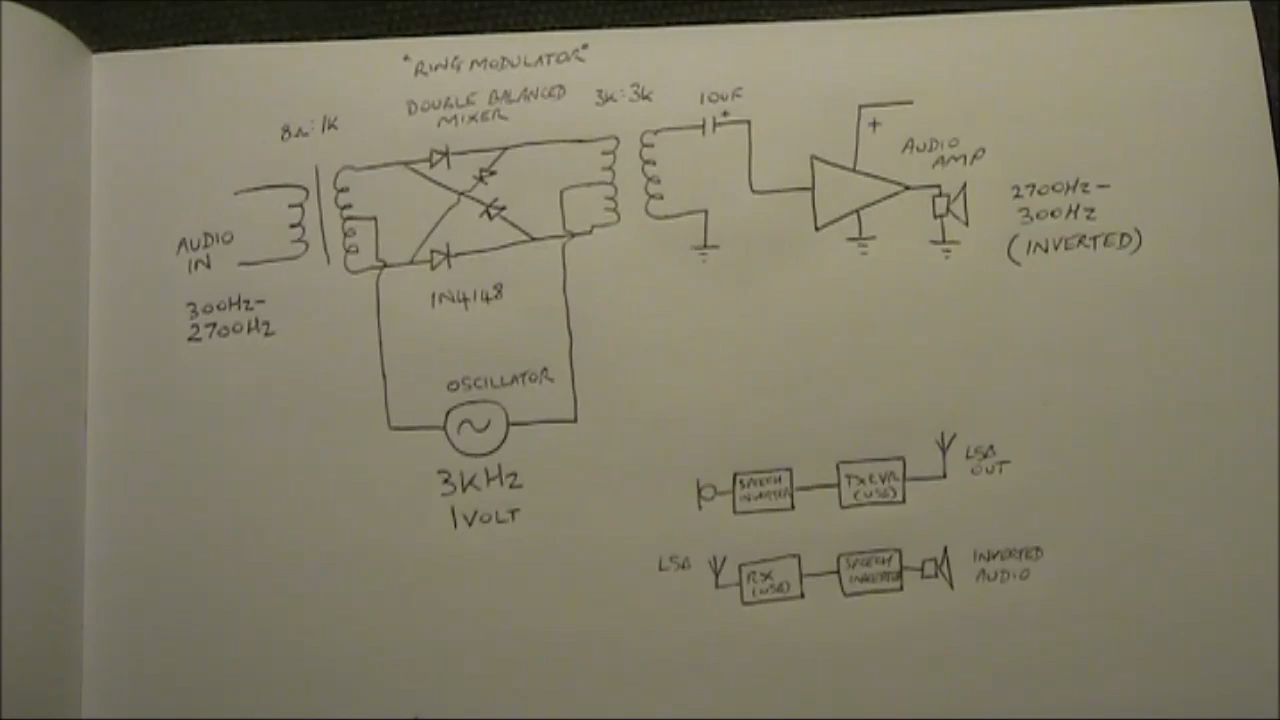 "RING MODULATOR"
DOUBLE BALANCED
MIXER
8Ω:1K
3K:3K
10UF
+
+
AUDIO
AMP
AUDIO
IN
300HZ-
2700HZ
1N4148
2700HZ-
300HZ
(INVERTED)
OSCILLATOR
3KHZ
1VOLT
SPEECH
INVERTER
TXCVR
(USB)
LSB
OUT
LSB
RX
(USB)
SPEECH
INVERTER
INVERTED
AUDIO